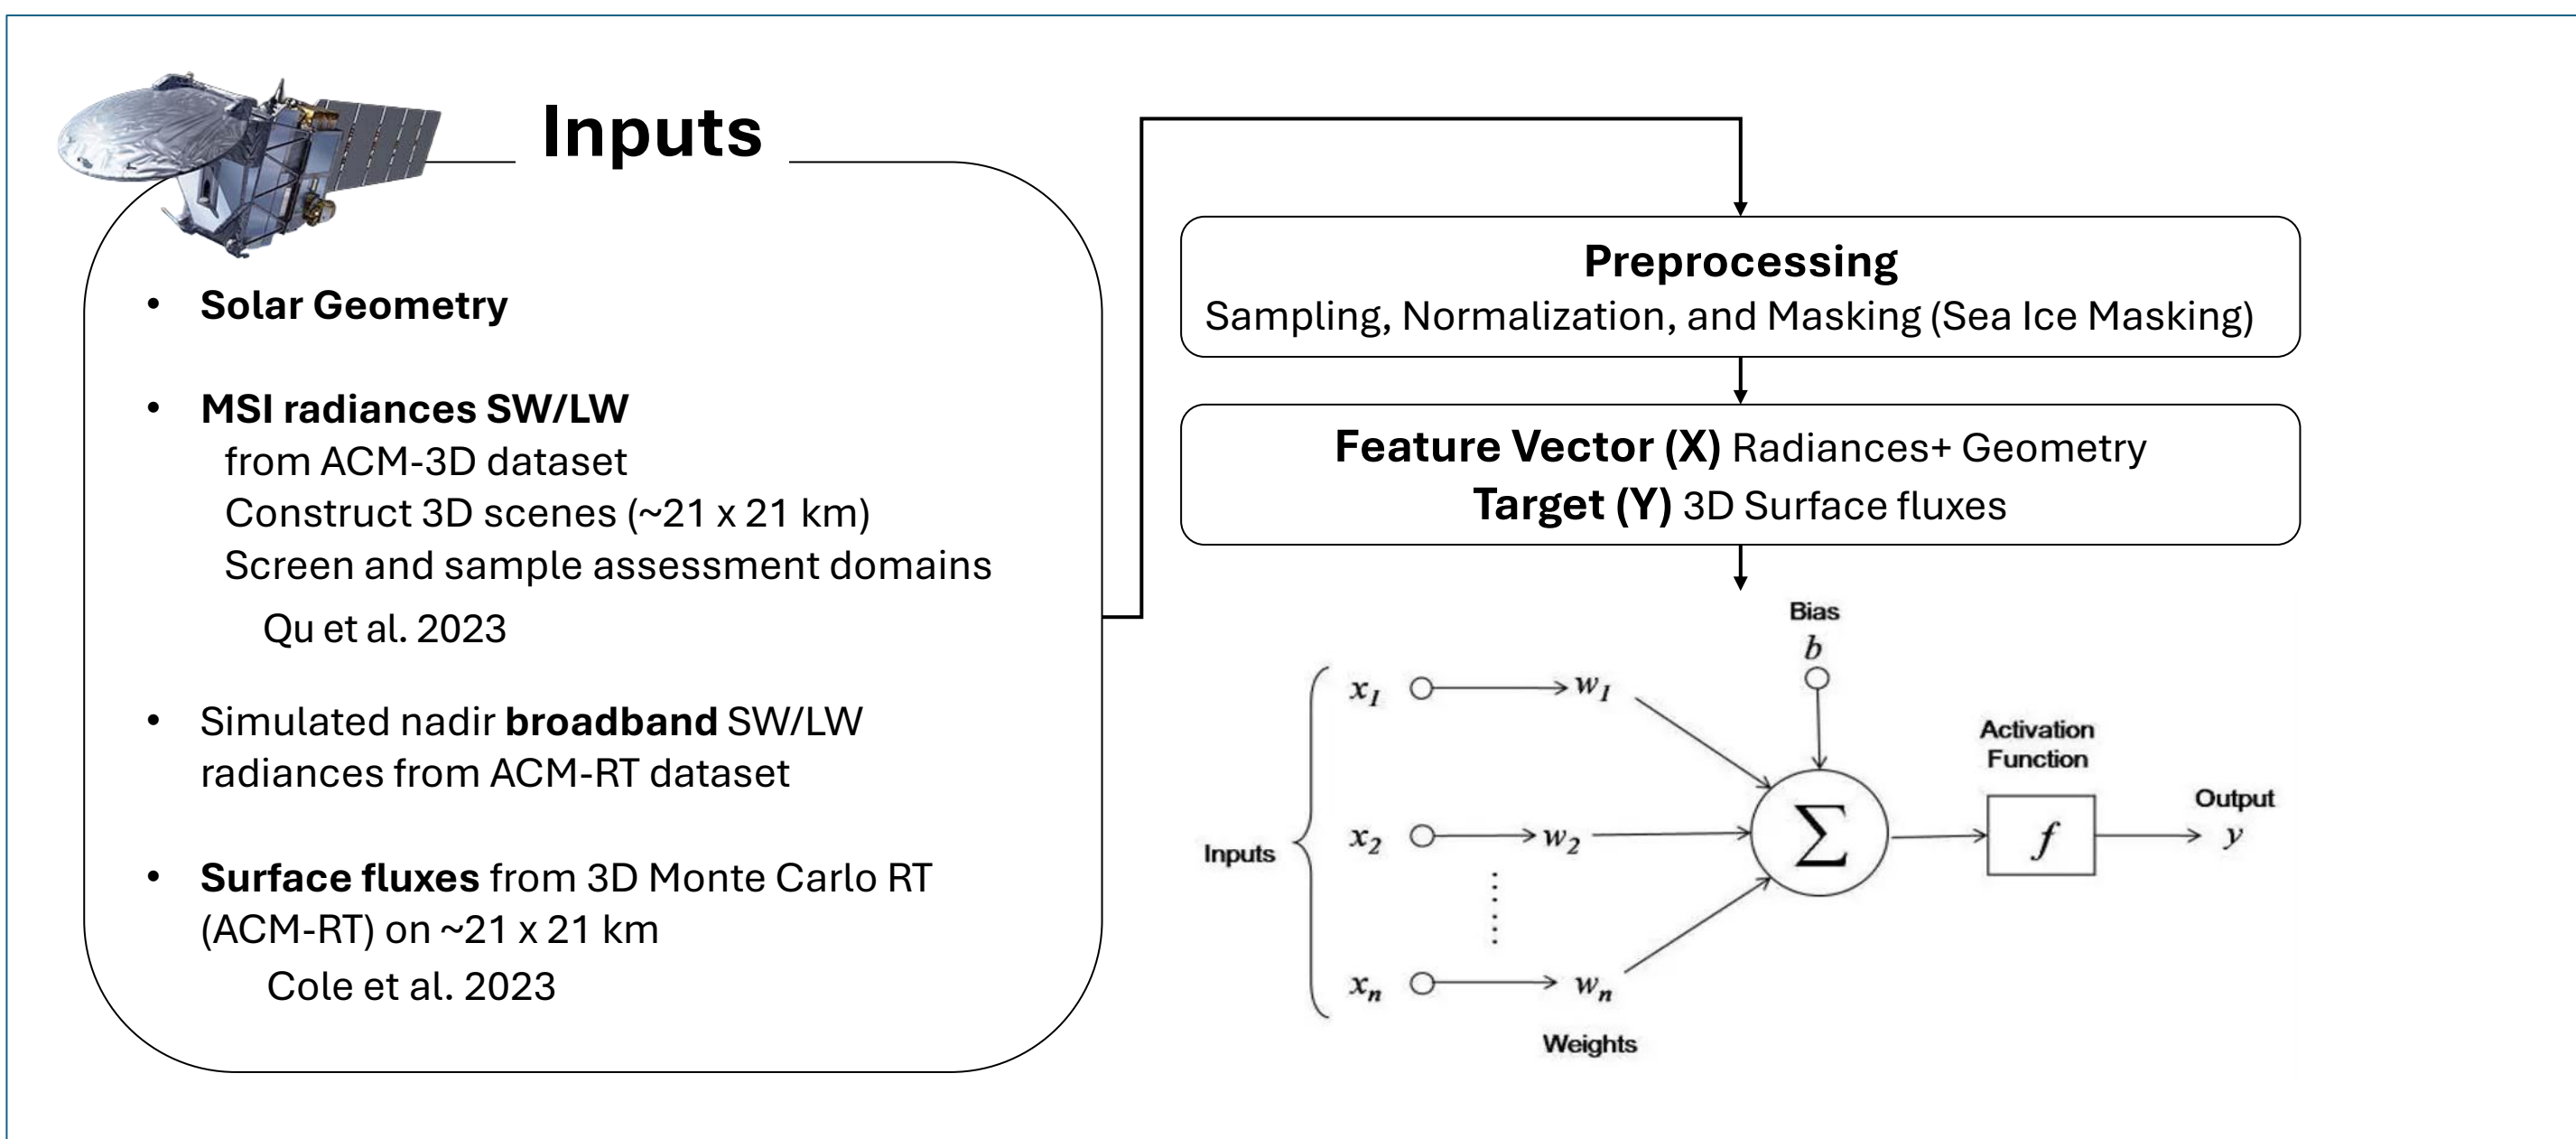 Inputs
• Solar Geometry
• MSI radiances SW/LW
from ACM-3D dataset
Construct 3D scenes (~21 x 21 km)
Screen and sample assessment domains
Qu et al. 2023
• Simulated nadir broadband SW/LW
radiances from ACM-RT dataset
• Surface fluxes from 3D Monte Carlo RT
(ACM-RT) on ~21 x 21 km
Cole et al. 2023
Preprocessing
Sampling, Normalization, and Masking (Sea Ice Masking)
Feature Vector (X) Radiances+ Geometry
Target (Y) 3D Surface fluxes
Bias
b
x1 w1
Activation
Function
Output
Inputs x2 w2 Σ f y
xn wn
Weights